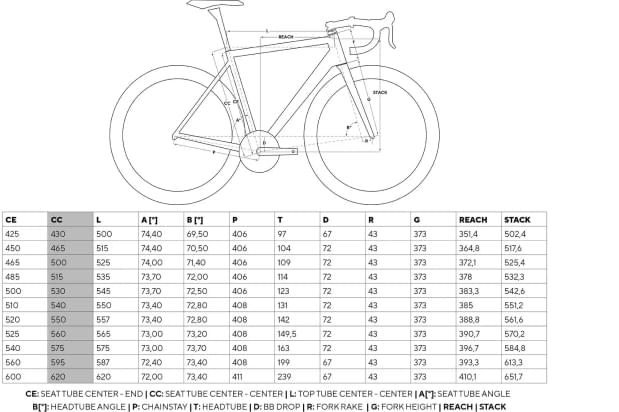 L
REACH
STACK
CC
CE
G
A°
B°
D
R
P
CE CC L A [°] B [°] P T D R G REACH STACK
425 430 500 74,40 69,50 406 97 67 43 373 351,4 502,4
450 465 515 74,40 70,50 406 104 72 43 373 364,8 517,6
465 500 525 74,00 71,40 406 109 72 43 373 372,1 525,4
485 515 535 73,70 72,00 406 114 72 43 373 378 532,3
500 530 545 73,70 72,50 406 123 72 43 373 383,3 542,6
510 540 550 73,40 72,80 408 131 72 43 373 385 551,2
520 550 557 73,40 72,80 408 142 72 43 373 388,8 561,6
525 560 565 73,00 73,20 408 149,5 72 43 373 390,7 570,2
540 575 575 73,00 73,70 408 163 72 43 373 396,7 584,8
560 595 587 72,40 73,40 408 199 67 43 373 393,3 613,3
600 620 620 72,00 73,40 411 239 67 43 373 410,1 651,7
CE: SEAT TUBE CENTER - END | CC: SEAT TUBE CENTER - CENTER | L: TOP TUBE CENTER - CENTER | A[°]: SEAT TUBE ANGLE
B[°]: HEADTUBE ANGLE | P: CHAINSTAY | T: HEADTUBE | D: BB DROP | R: FORK RAKE | G: FORK HEIGHT | REACH | STACK